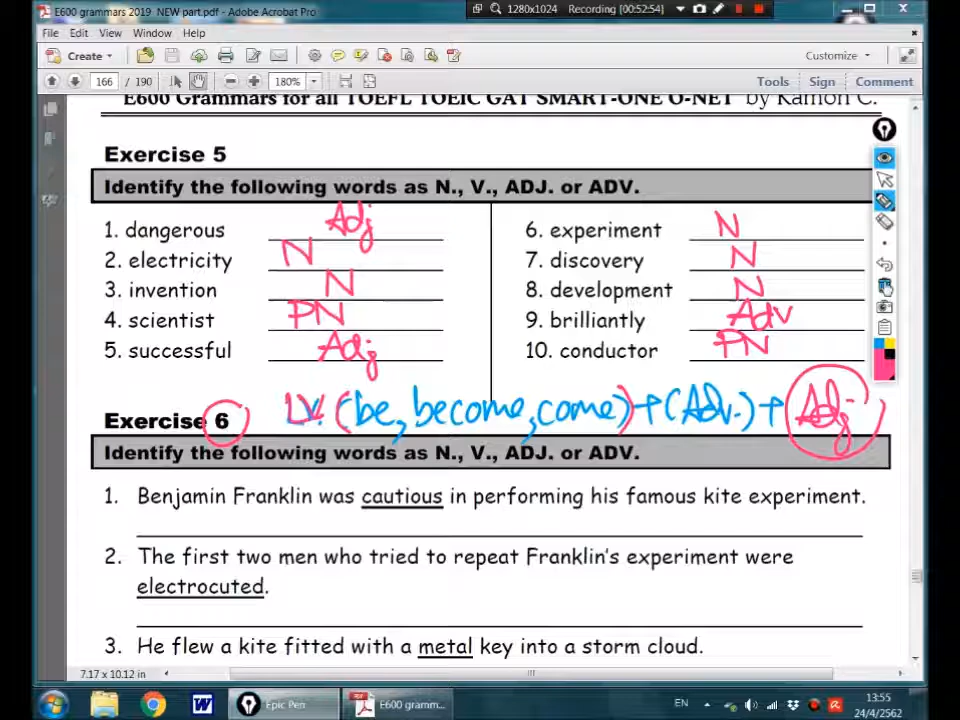 E600 grammars 2019 NEW part.pdf - Adobe Acrobat Pro
1280x1024 Recording [00:52:54]
File Edit View Window Help
Create Customize
166 / 190 180% Tools Sign Comment
E600 Grammars for all TOEFL TOEIC GAT SMART-ONE O-NET by Kamon C.
Exercise 5
Identify the following words as N., V., ADJ. or ADV.
1. dangerous Adj
2. electricity N
3. invention N
4. scientist PN
5. successful Adj
6. experiment N
7. discovery N
8. development N
9. brilliantly Adv
10. conductor PN
LV. (be, become, come) + (Adv.) + Adj
Exercise 6
Identify the following words as N., V., ADJ. or ADV.
1. Benjamin Franklin was cautious in performing his famous kite experiment.
2. The first two men who tried to repeat Franklin's experiment were
electrocuted.
3. He flew a kite fitted with a metal key into a storm cloud.
7.17 x 10.12 in
Epic Pen E600 gramm... EN 13:55
24/4/2562